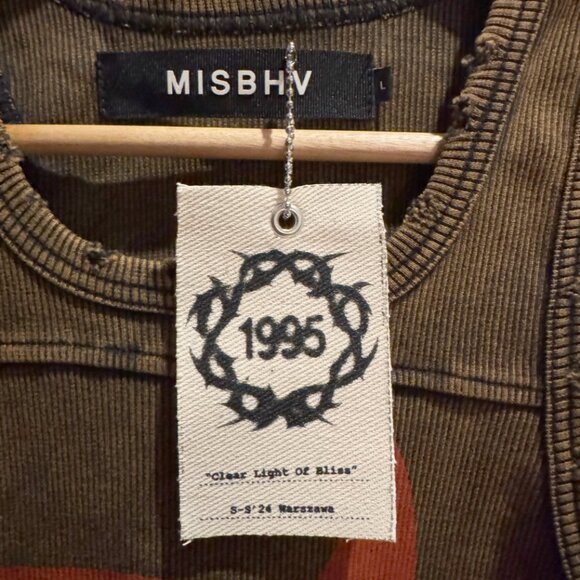 MISBHV
L
1995
"Clear Light Of Bliss"
S-S'24 Warszawa